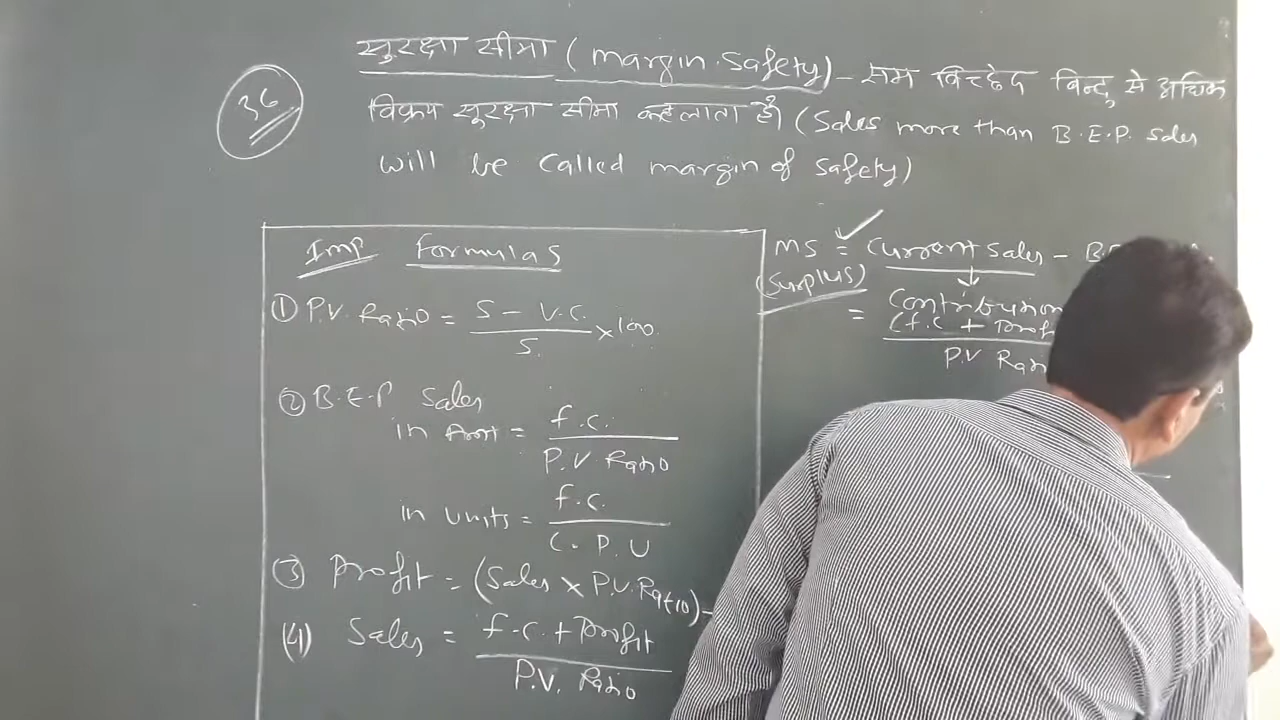 36
सुरक्षा सीमा (margin.Safety) - सम विच्छेद बिन्दु से अधिक
विक्रय सुरक्षा सीमा कहलाता है। (Sales more than B.E.P. Sales
will be called margin of Safety)
Imp Formulas
① P.V. Ratio = S - V.C. / S. × 100
② B.E.P Sales
in Amt = f.c. / P.V Ratio
in units = f.c. / C. P. U
③ Profit = (Sales × P.V. Ratio) -
(4) Sales = f.c. + Profit / P.V. Ratio
MS = Current Sales -
(Surplus)
= Contribution
(f.c + Prof
P.V